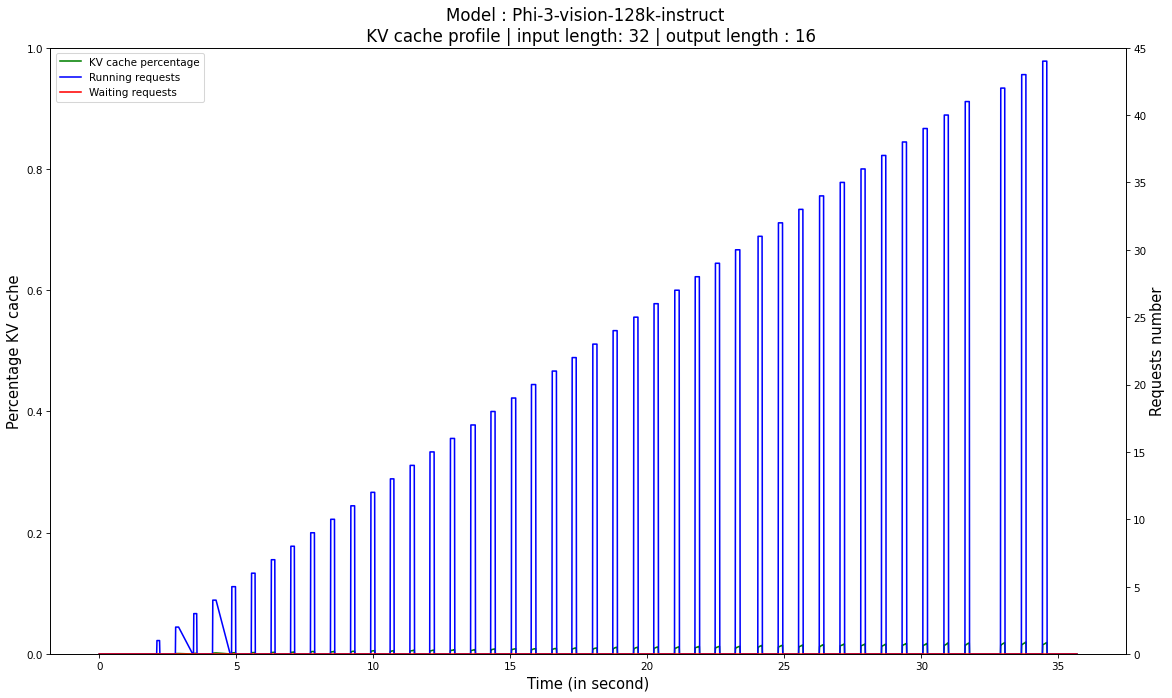 Model : Phi-3-vision-128k-instruct
KV cache profile | input length: 32 | output length : 16
KV cache percentage
Running requests
Waiting requests
Percentage KV cache
1.0
0.8
0.6
0.4
0.2
0.0
0 5 10 15 20 25 30 35
Time (in second)
45
40
35
30
25
20
15
10
5
0
Requests number